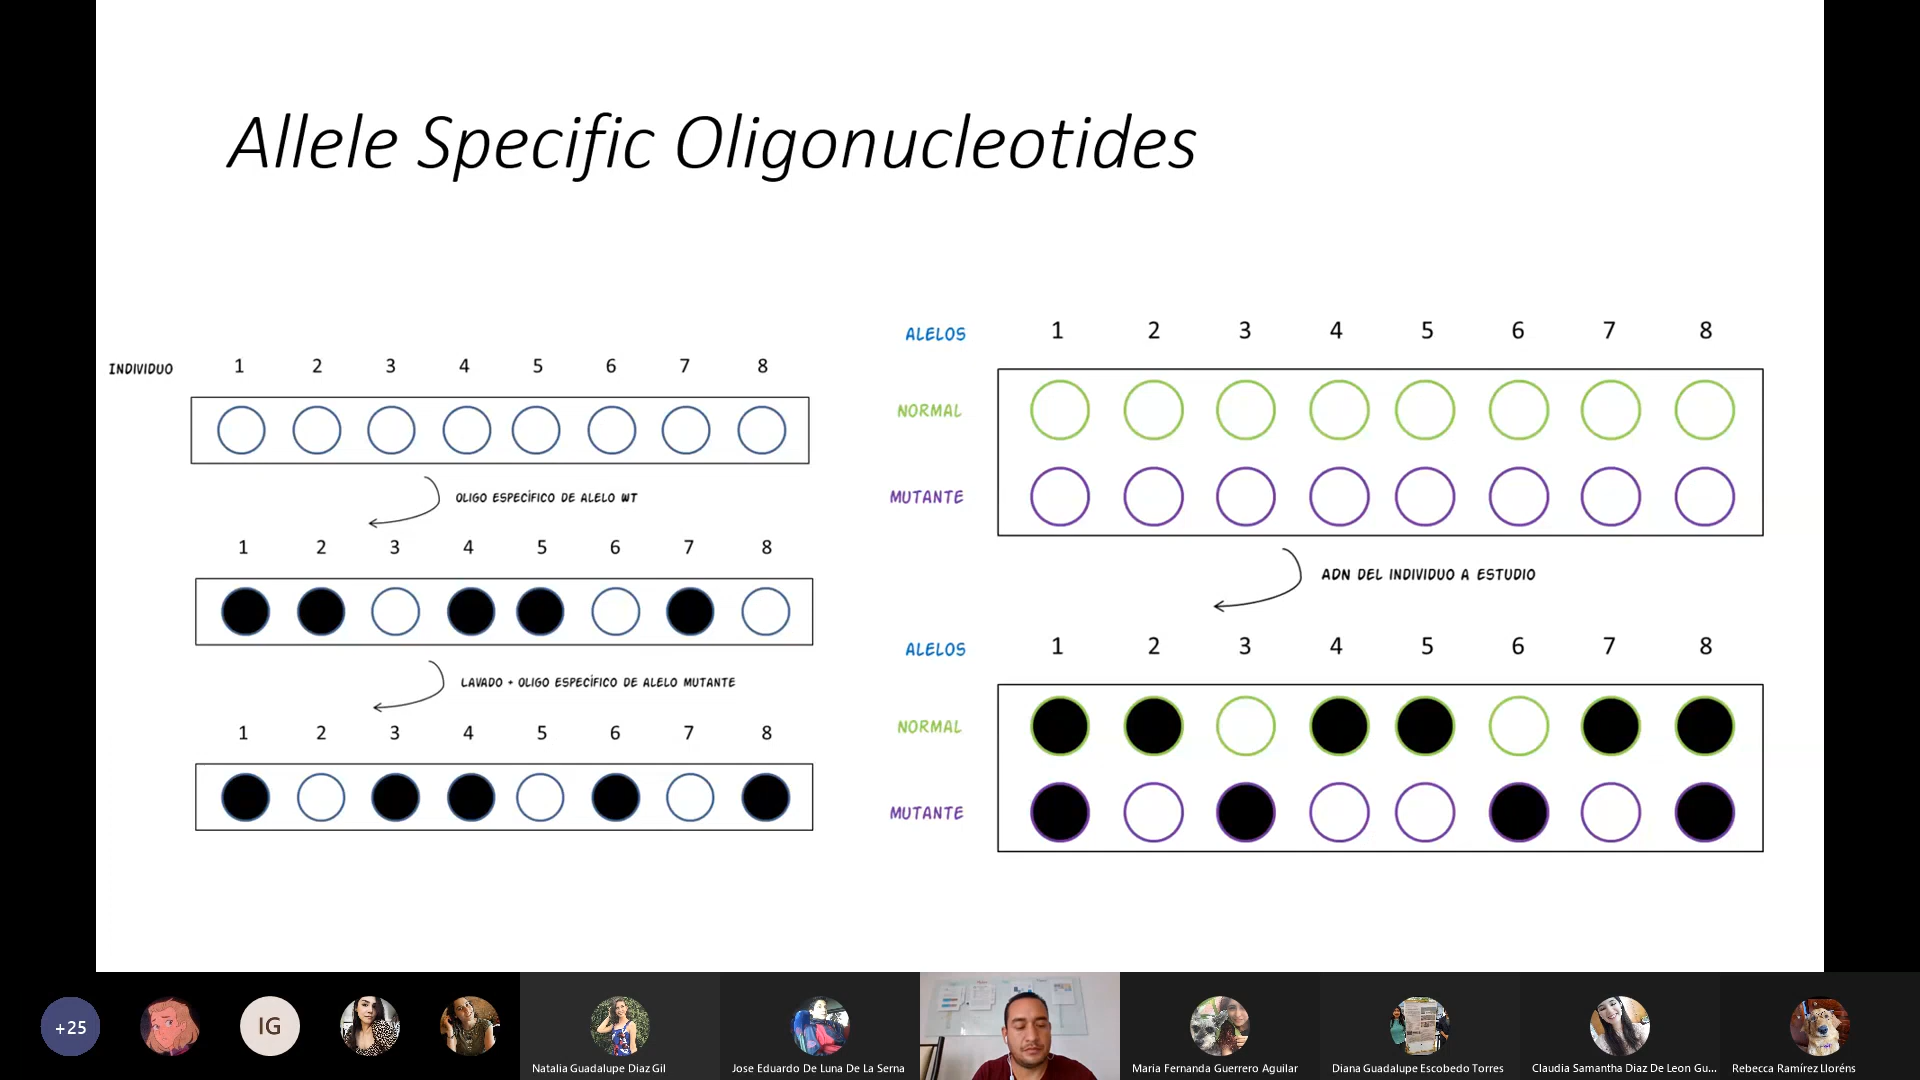 Allele Specific Oligonucleotides
INDIVIDUO 1 2 3 4 5 6 7 8
OLIGO ESPECÍFICO DE ALELO WT
1 2 3 4 5 6 7 8
LAVADO + OLIGO ESPECÍFICO DE ALELO MUTANTE
1 2 3 4 5 6 7 8
ALELOS 1 2 3 4 5 6 7 8
NORMAL
MUTANTE
ADN DEL INDIVIDUO A ESTUDIO
ALELOS 1 2 3 4 5 6 7 8
NORMAL
MUTANTE
+25
IG
Natalia Guadalupe Diaz Gil
Jose Eduardo De Luna De La Serna
Maria Fernanda Guerrero Aguilar
Diana Guadalupe Escobedo Torres
Claudia Samantha Diaz De Leon Gu...
Rebecca Ramírez Lloréns